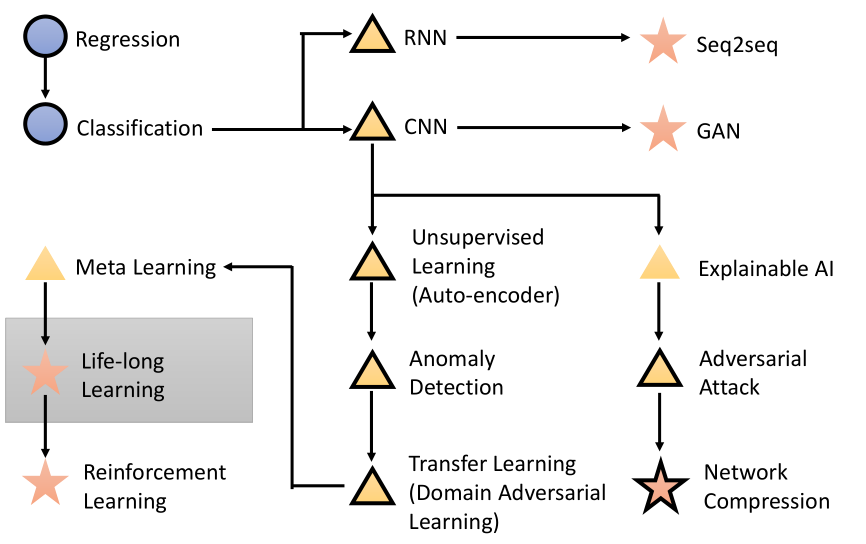 Regression
RNN
Seq2seq
Classification
CNN
GAN
Meta Learning
Unsupervised
Learning
(Auto-encoder)
Explainable AI
Life-long
Learning
Anomaly
Detection
Adversarial
Attack
Reinforcement
Learning
Transfer Learning
(Domain Adversarial
Learning)
Network
Compression